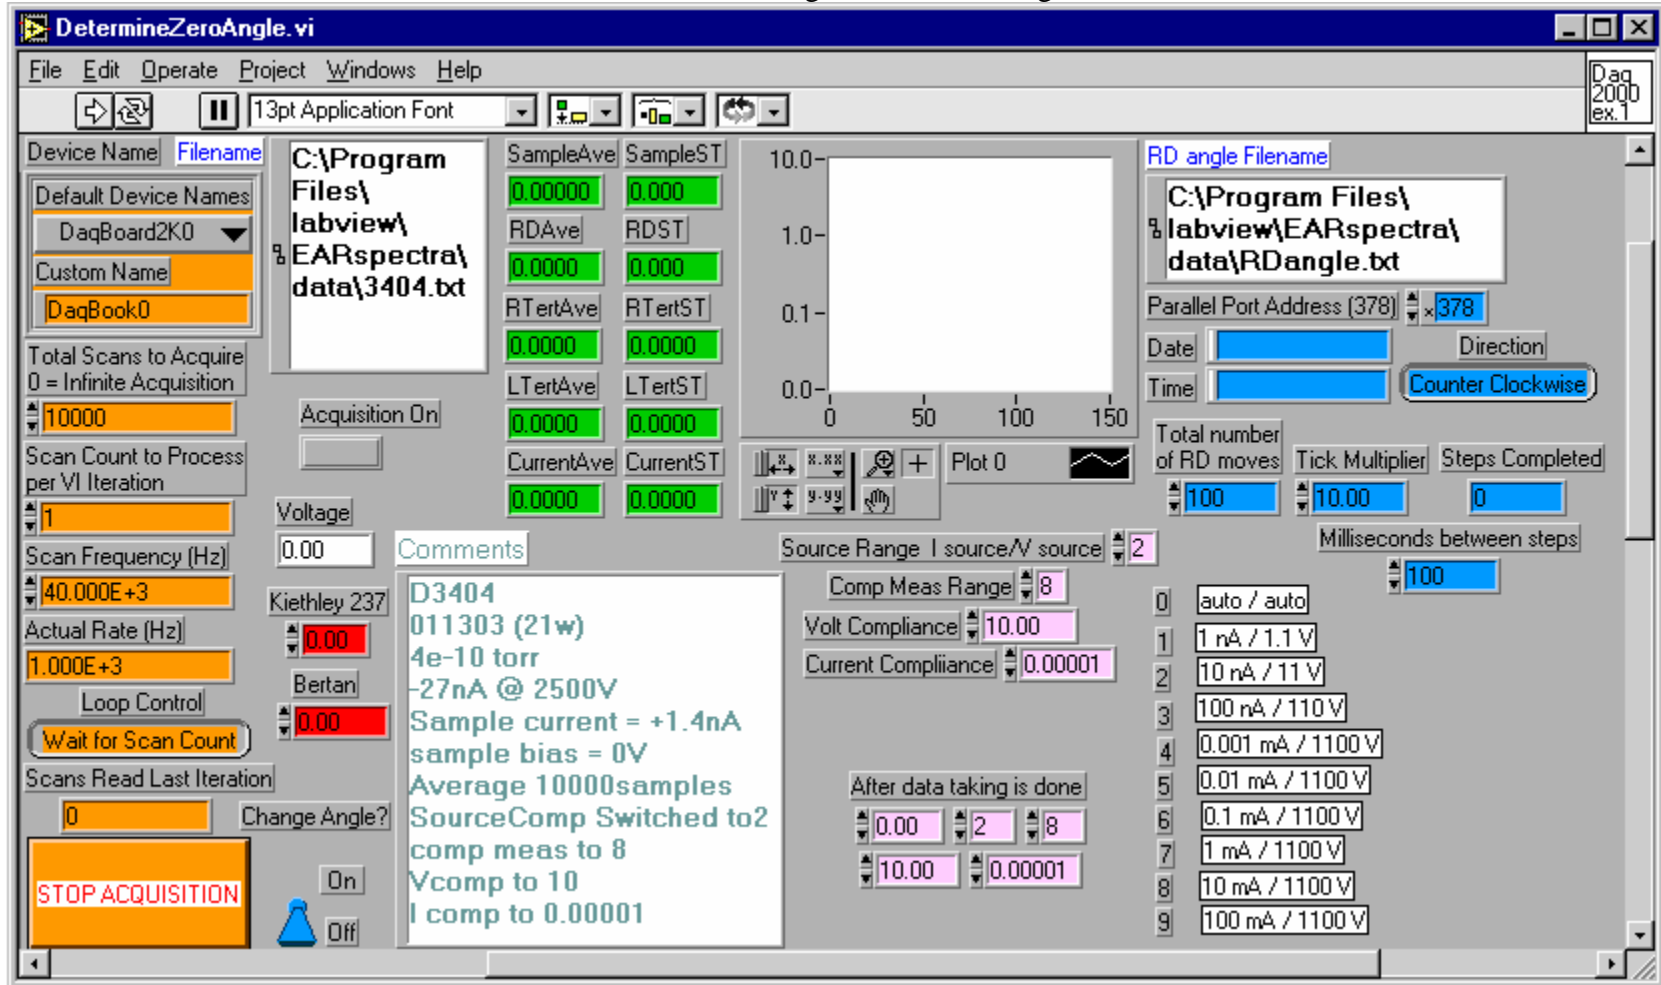 DetermineZeroAngle.vi
File Edit Operate Project Windows Help
13pt Application Font
Daq
2000
ex.1
Device Name Filename
Default Device Names
DaqBoard2K0
Custom Name
DaqBook0
Total Scans to Acquire
0 = Infinite Acquisition
10000
Scan Count to Process
per VI Iteration
1
Scan Frequency (Hz)
40.000E+3
Actual Rate (Hz)
1.000E+3
Loop Control
Wait for Scan Count
Scans Read Last Iteration
0
STOP ACQUISITION
C:\Program
Files\
labview\
EARspectra\
data\3404.txt
Acquisition On
Voltage
0.00
Kiethley 237
0.00
Bertan
0.00
Change Angle?
On
Off
Comments
D3404
011303 (21w)
4e-10 torr
-27nA @ 2500V
Sample current = +1.4nA
sample bias = 0V
Average 10000samples
SourceComp Switched to2
comp meas to 8
Vcomp to 10
I comp to 0.00001
SampleAve SampleST
0.00000 0.000
RDAve RDST
0.0000 0.000
RTertAve RTertST
0.0000 0.0000
LTertAve LTertST
0.0000 0.0000
CurrentAve CurrentST
0.0000 0.0000
10.0
1.0
0.1
0.0
0 50 100 150
X x.xx
Y y.yy
Plot 0
Source Range I source/V source 2
Comp Meas Range 8
Volt Compliance 10.00
Current Compliiance 0.00001
After data taking is done
0.00 2 8
10.00 0.00001
RD angle Filename
C:\Program Files\
labview\EARspectra\
data\RDangle.txt
Parallel Port Address (378) x378
Date
Time
Direction
Counter Clockwise
Total number
of RD moves
100
Tick Multiplier
10.00
Steps Completed
0
Milliseconds between steps
100
0 auto / auto
1 1 nA / 1.1 V
2 10 nA / 11 V
3 100 nA / 110 V
4 0.001 mA / 1100 V
5 0.01 mA / 1100 V
6 0.1 mA / 1100 V
7 1 mA / 1100 V
8 10 mA / 1100 V
9 100 mA / 1100 V